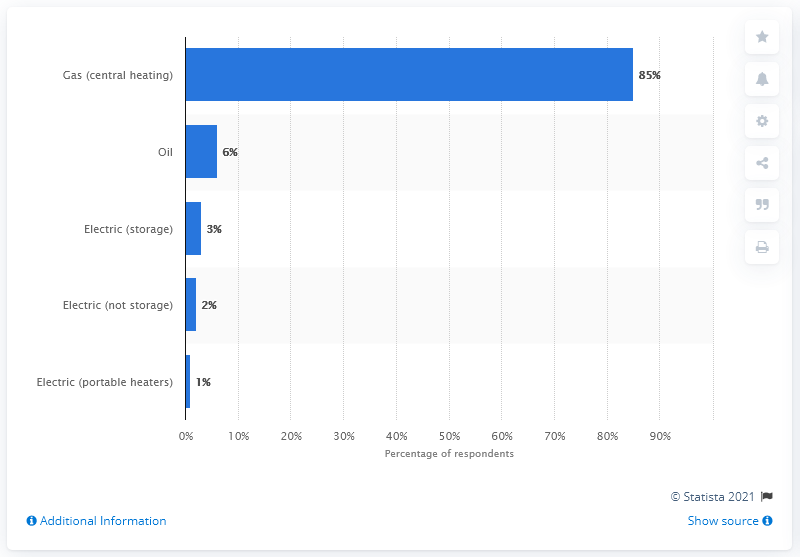 Gas (central heating) 85%
Oil 6%
Electric (storage) 3%
Electric (not storage) 2%
Electric (portable heaters) 1%
0% 10% 20% 30% 40% 50% 60% 70% 80% 90%
Percentage of respondents
© Statista 2021
Additional Information Show source